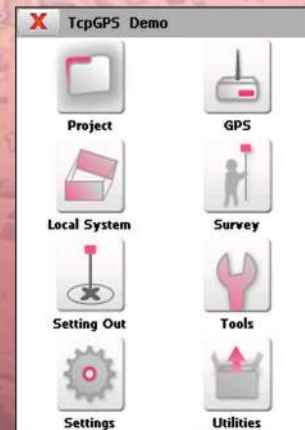 TcpGPS Demo
Project GPS
Local System Survey
Setting Out Tools
Settings Utilities